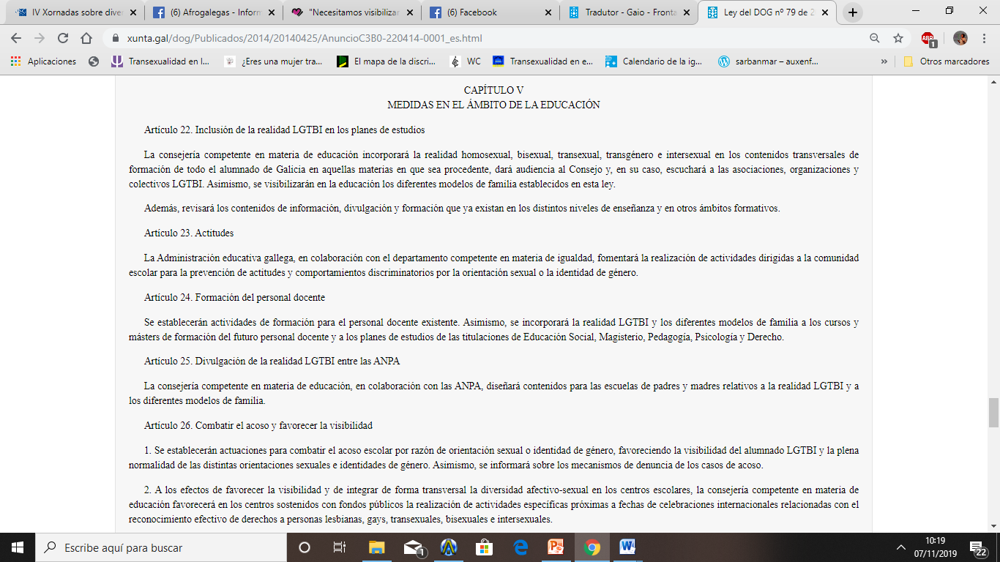 IV Xornadas sobre diver
(6) Afrogalegas - Inform
"Necesitamos visibilizar
(6) Facebook
Tradutor - Gaio - Fronta
Ley del DOG nº 79 de 2
xunta.gal/dog/Publicados/2014/20140425/AnuncioC3B0-220414-0001_es.html
ABP
1
Aplicaciones
Transexualidad en l...
¿Eres una mujer tra...
El mapa de la discri...
WC
Transexualidad en e...
Calendario de la ig...
sarbanmar – auxenf...
»
Otros marcadores
CAPÍTULO V
MEDIDAS EN EL ÁMBITO DE LA EDUCACIÓN
Artículo 22. Inclusión de la realidad LGTBI en los planes de estudios
La consejería competente en materia de educación incorporará la realidad homosexual, bisexual, transexual, transgénero e intersexual en los contenidos transversales de
formación de todo el alumnado de Galicia en aquellas materias en que sea procedente, dará audiencia al Consejo y, en su caso, escuchará a las asociaciones, organizaciones y
colectivos LGTBI. Asimismo, se visibilizarán en la educación los diferentes modelos de familia establecidos en esta ley.
Además, revisará los contenidos de información, divulgación y formación que ya existan en los distintos niveles de enseñanza y en otros ámbitos formativos.
Artículo 23. Actitudes
La Administración educativa gallega, en colaboración con el departamento competente en materia de igualdad, fomentará la realización de actividades dirigidas a la comunidad
escolar para la prevención de actitudes y comportamientos discriminatorios por la orientación sexual o la identidad de género.
Artículo 24. Formación del personal docente
Se establecerán actividades de formación para el personal docente existente. Asimismo, se incorporará la realidad LGTBI y los diferentes modelos de familia a los cursos y
másters de formación del futuro personal docente y a los planes de estudios de las titulaciones de Educación Social, Magisterio, Pedagogía, Psicología y Derecho.
Artículo 25. Divulgación de la realidad LGTBI entre las ANPA
La consejería competente en materia de educación, en colaboración con las ANPA, diseñará contenidos para las escuelas de padres y madres relativos a la realidad LGTBI y a
los diferentes modelos de familia.
Artículo 26. Combatir el acoso y favorecer la visibilidad
1. Se establecerán actuaciones para combatir el acoso escolar por razón de orientación sexual o identidad de género, favoreciendo la visibilidad del alumnado LGTBI y la plena
normalidad de las distintas orientaciones sexuales e identidades de género. Asimismo, se informará sobre los mecanismos de denuncia de los casos de acoso.
2. A los efectos de favorecer la visibilidad y de integrar de forma transversal la diversidad afectivo-sexual en los centros escolares, la consejería competente en materia de
educación favorecerá en los centros sostenidos con fondos públicos la realización de actividades específicas próximas a fechas de celebraciones internacionales relacionadas con el
reconocimiento efectivo de derechos a personas lesbianas, gays, transexuales, bisexuales e intersexuales.
Escribe aquí para buscar
1
10:19
07/11/2019
22